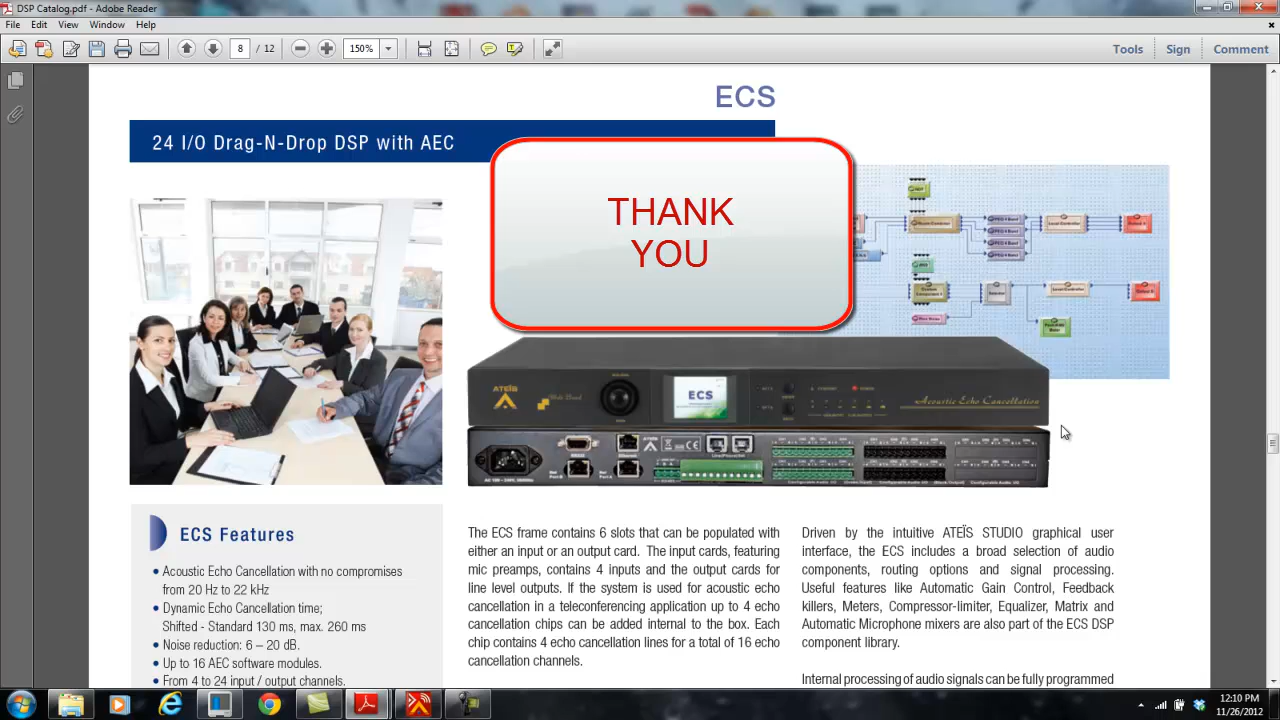 DSP Catalog.pdf - Adobe Reader
File Edit View Window Help
8 / 12
150%
Tools Sign Comment
ECS
24 I/O Drag-N-Drop DSP with AEC
THANK
YOU
ATEÏS
ECS
Acoustic Echo Cancellation
ECS Features
• Acoustic Echo Cancellation with no compromises
from 20 Hz to 22 kHz
• Dynamic Echo Cancellation time;
Shifted - Standard 130 ms, max. 260 ms
• Noise reduction: 6 – 20 dB.
• Up to 16 AEC software modules.
• From 4 to 24 input / output channels.
The ECS frame contains 6 slots that can be populated with
either an input or an output card. The input cards, featuring
mic preamps, contains 4 inputs and the output cards for
line level outputs. If the system is used for acoustic echo
cancellation in a teleconferencing application up to 4 echo
cancellation chips can be added internal to the box. Each
chip contains 4 echo cancellation lines for a total of 16 echo
cancellation channels.
Driven by the intuitive ATEÏS STUDIO graphical user
interface, the ECS includes a broad selection of audio
components, routing options and signal processing.
Useful features like Automatic Gain Control, Feedback
killers, Meters, Compressor-limiter, Equalizer, Matrix and
Automatic Microphone mixers are also part of the ECS DSP
component library.
Internal processing of audio signals can be fully programmed
12:10 PM
11/26/2012